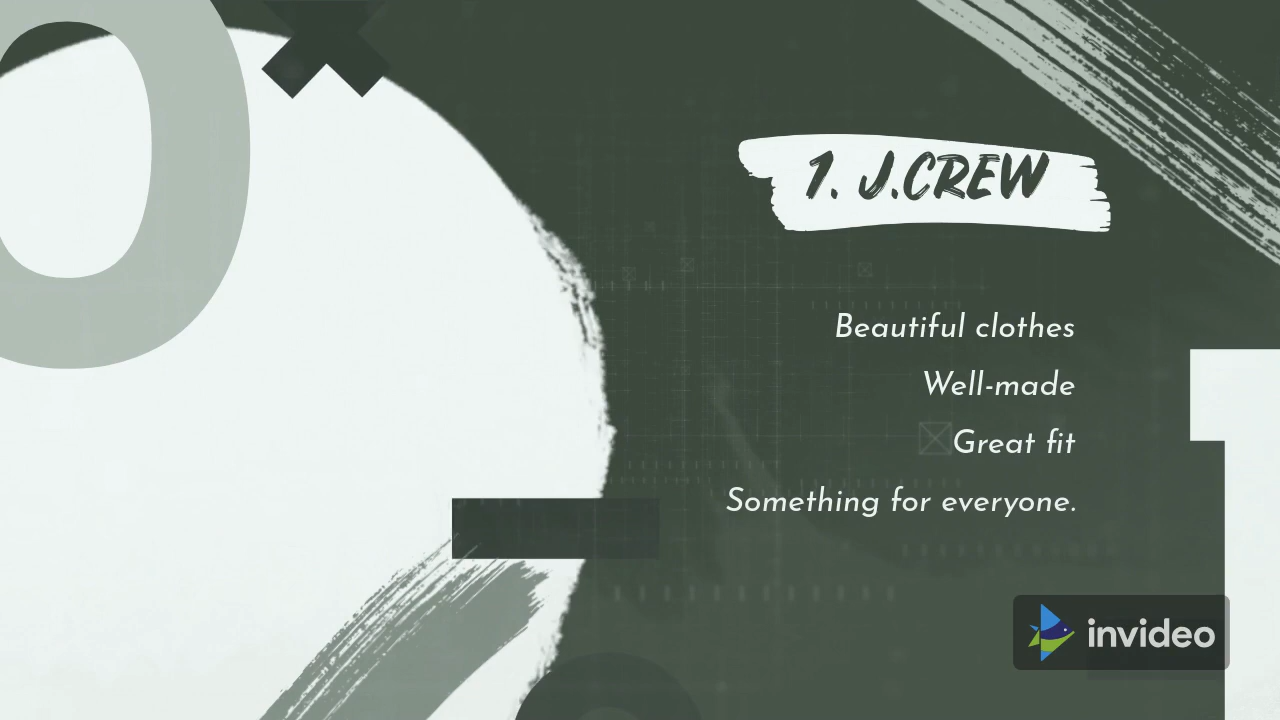 1. J.CREW
Beautiful clothes
Well-made
Great fit
Something for everyone.
invideo